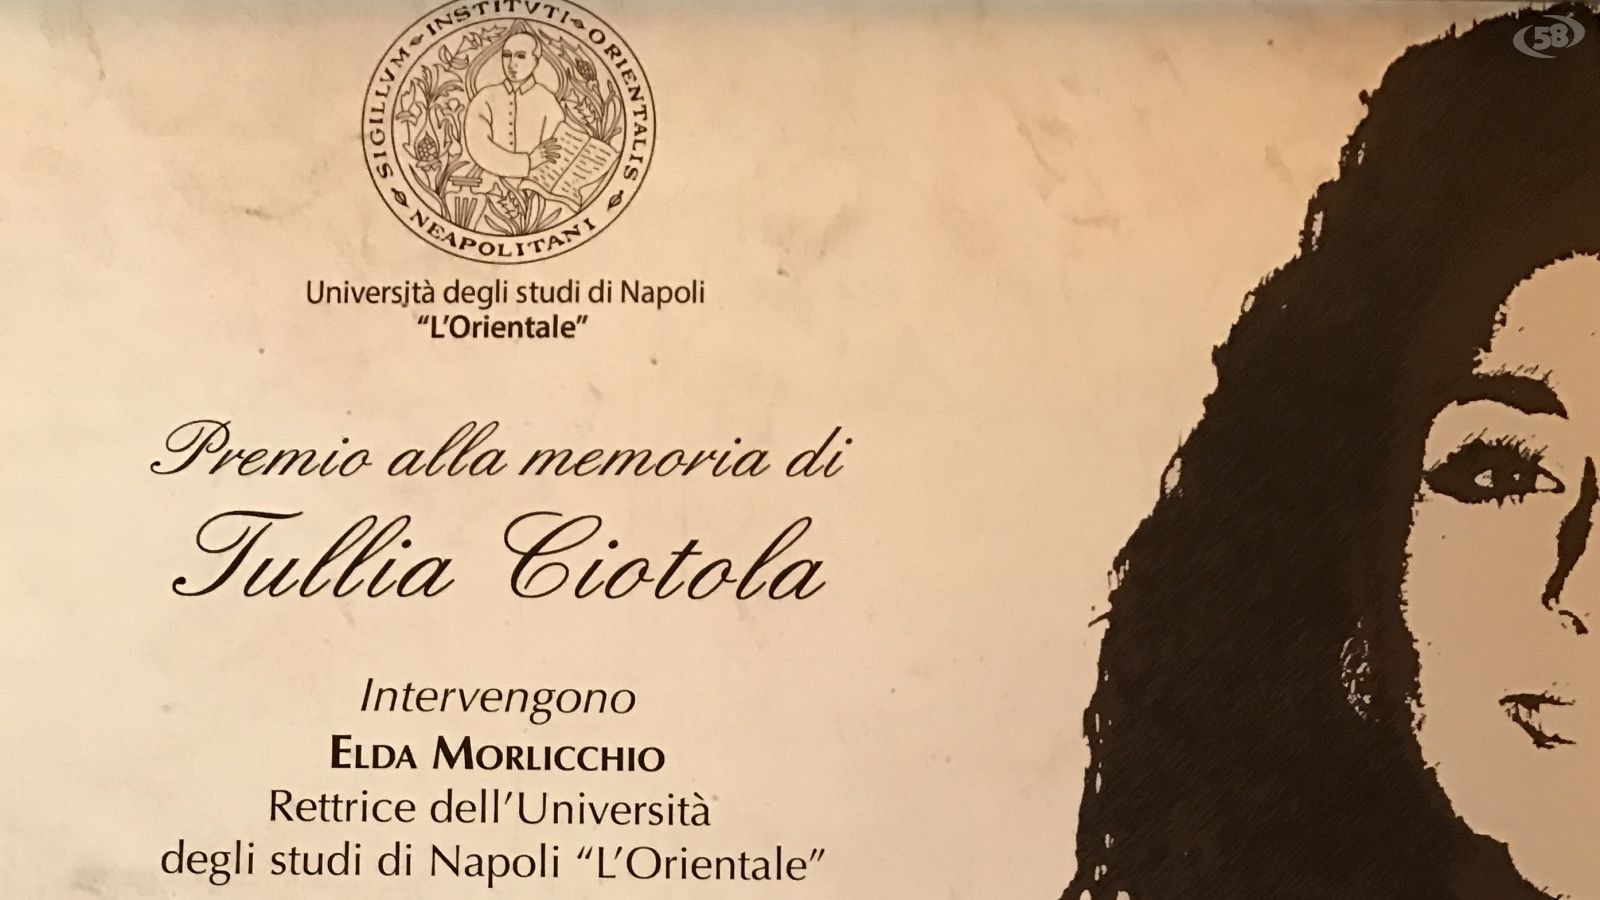 SIGILLVM INSTITVTI ORIENTALIS NEAPOLITANI
Università degli studi di Napoli
“L’Orientale”
Premio alla memoria di
Tullia Ciotola
Intervengono
ELDA MORLICCHIO
Rettrice dell’Università
degli studi di Napoli “L’Orientale”
58